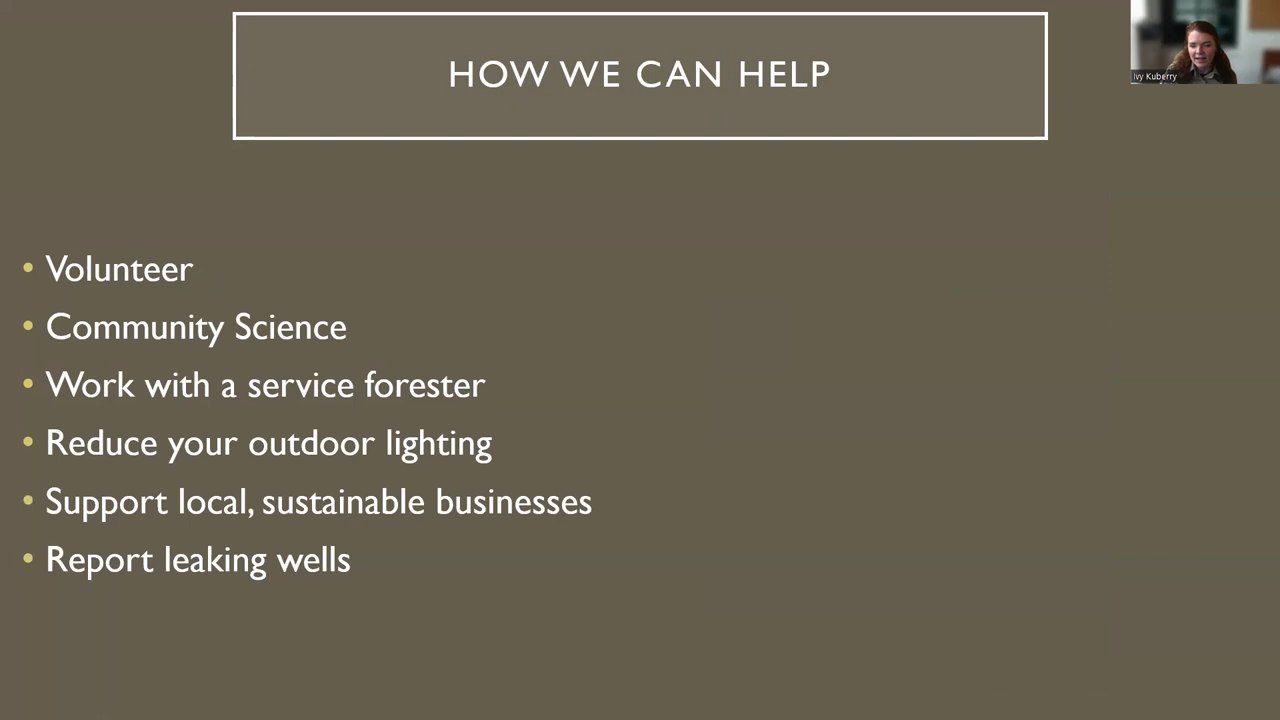 HOW WE CAN HELP
Ivy Kuberry
• Volunteer
• Community Science
• Work with a service forester
• Reduce your outdoor lighting
• Support local, sustainable businesses
• Report leaking wells